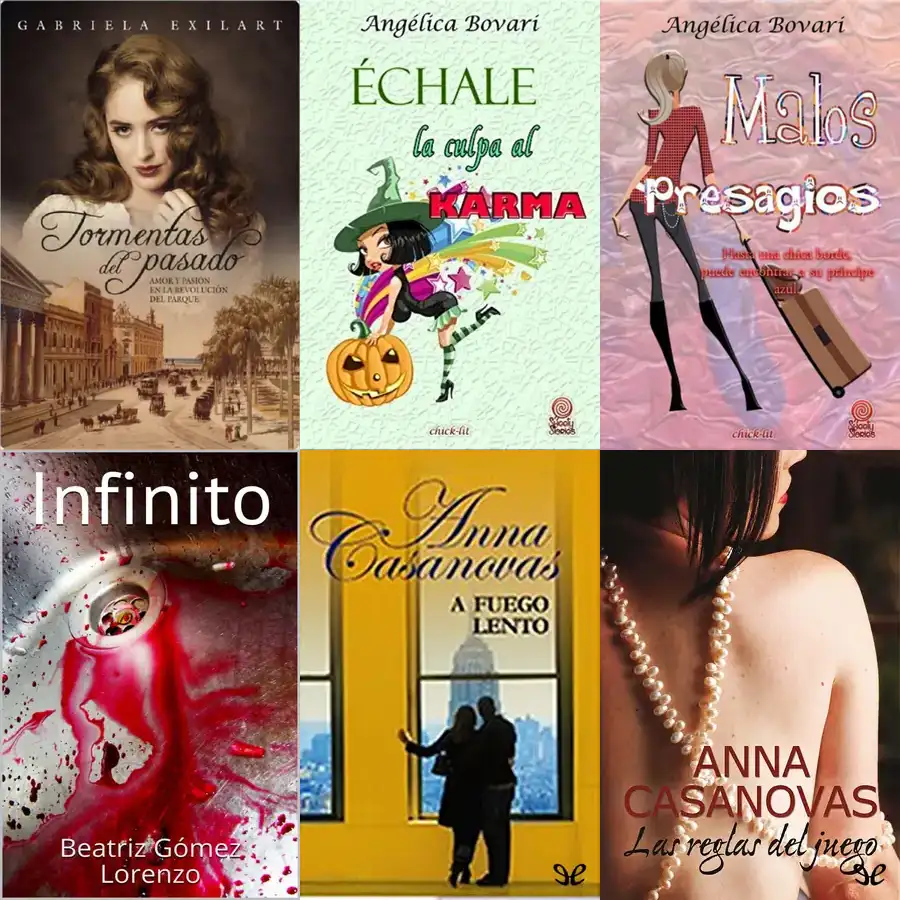 GABRIELA EXILART
Tormentas
del pasado
AMOR Y PASIÓN
EN LA REVOLUCIÓN
DEL PARQUE
Angélica Bovari
ÉCHALE
la culpa al
KARMA
chick-lit
Angélica Bovari
Malos
Presagios
Hasta una chica borde,
puede encontrar a su príncipe
azul.
chick-lit
Infinito
Beatriz Gómez
Lorenzo
Anna
Casanovas
A FUEGO
LENTO
ANNA
CASANOVAS
Las reglas del juego